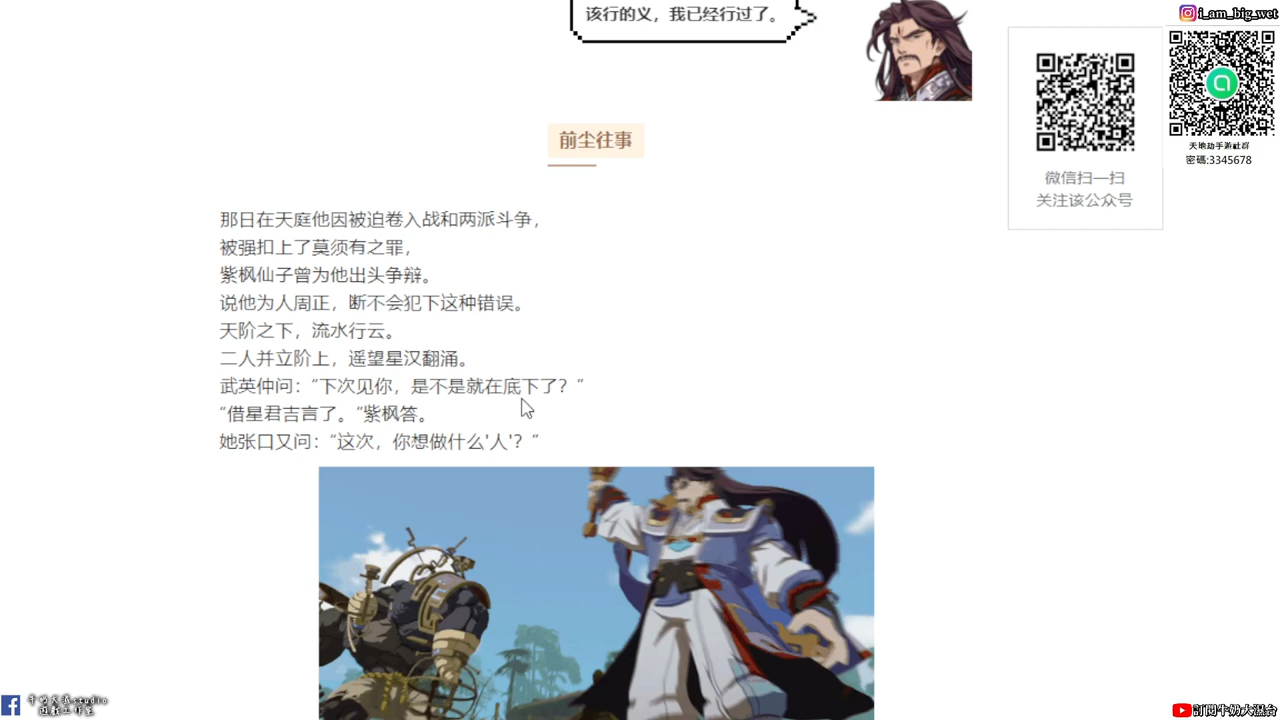 该行的义，我已经行过了。
i_am_big_wet
天地劫手游社群
密碼:3345678
微信扫一扫
关注该公众号
前尘往事
那日在天庭他因被迫卷入战和两派斗争，
被强扣上了莫须有之罪，
紫枫仙子曾为他出头争辩。
说他为人周正，断不会犯下这种错误。
天阶之下，流水行云。
二人并立阶上，遥望星汉翻涌。
武英仲问：“下次见你，是不是就在底下了？”
“借星君吉言了。”紫枫答。
她张口又问：“这次，你想做什么'人'？”
studio
遊戲工作室
訂閱牛奶大混合